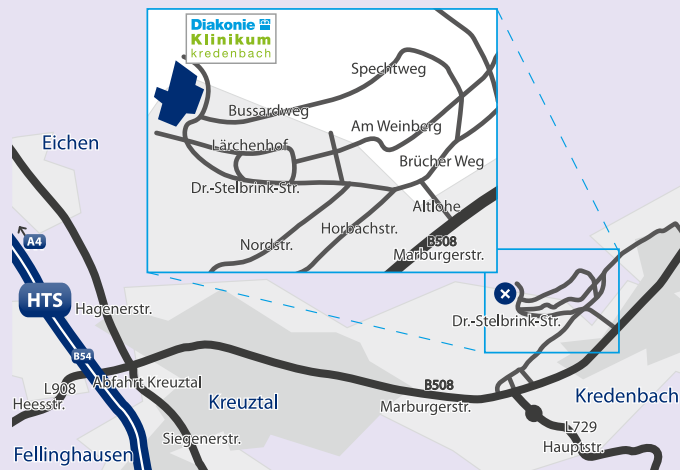 Diakonie
Klinikum
kredenbach
Spechtweg
Bussardweg
Am Weinberg
Lärchenhof
Brücher Weg
Dr.-Stelbrink-Str.
Altlohe
Horbachstr.
Nordstr.
B508
Marburgerstr.
Eichen
A4
HTS
Hagenerstr.
Dr.-Stelbrink-Str.
B54
L908
Abfahrt Kreuztal
Heesstr.
Kreuztal
B508
Marburgerstr.
Kredenbach
L729
Hauptstr.
Siegenerstr.
Fellinghausen